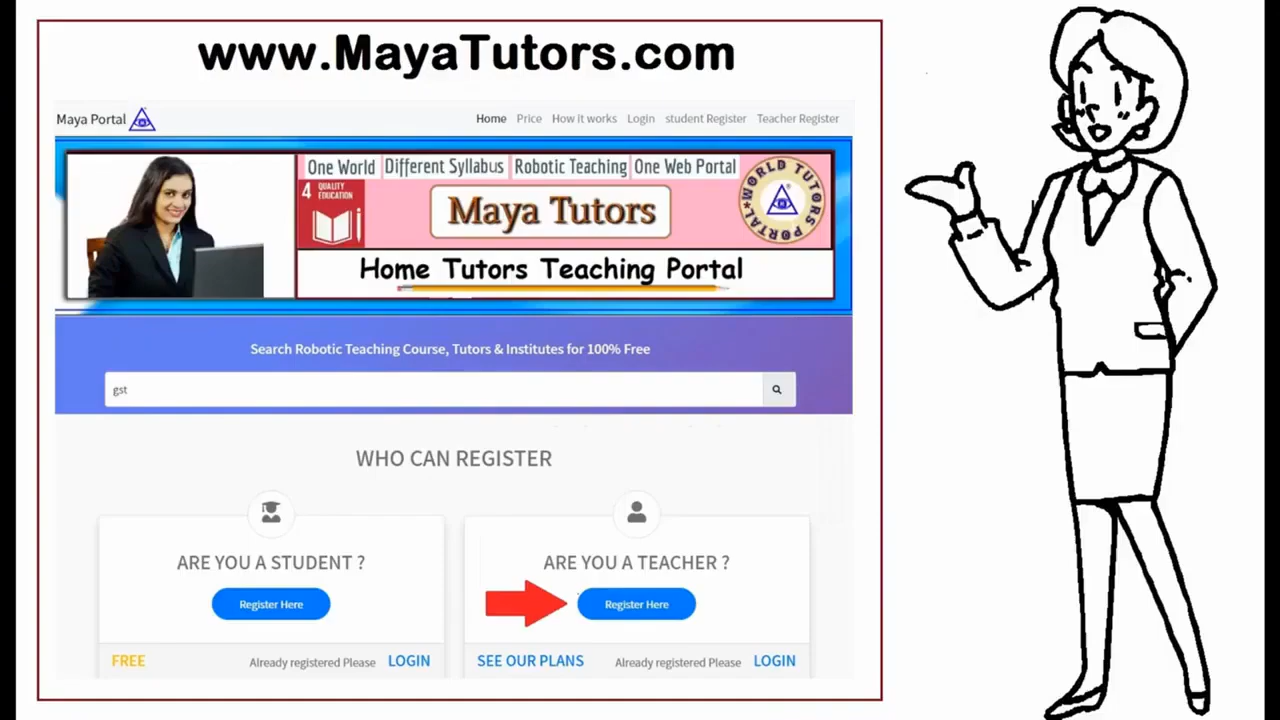 www.MayaTutors.com
Maya Portal
Home Price How it works Login student Register Teacher Register
One World Different Syllabus Robotic Teaching One Web Portal
4 QUALITY
EDUCATION
Maya Tutors
WORLD TUTORS PORTAL
Home Tutors Teaching Portal
Search Robotic Teaching Course, Tutors & Institutes for 100% Free
gst
WHO CAN REGISTER
ARE YOU A STUDENT ?
Register Here
FREE Already registered Please LOGIN
ARE YOU A TEACHER ?
Register Here
SEE OUR PLANS Already registered Please LOGIN